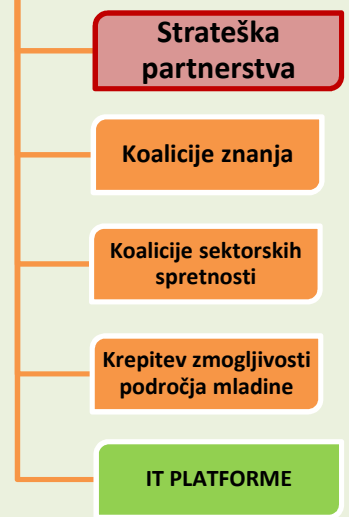 Strateška
partnerstva
Koalicije znanja
Koalicije sektorskih
spretnosti
Krepitev zmogljivosti
področja mladine
IT PLATFORME